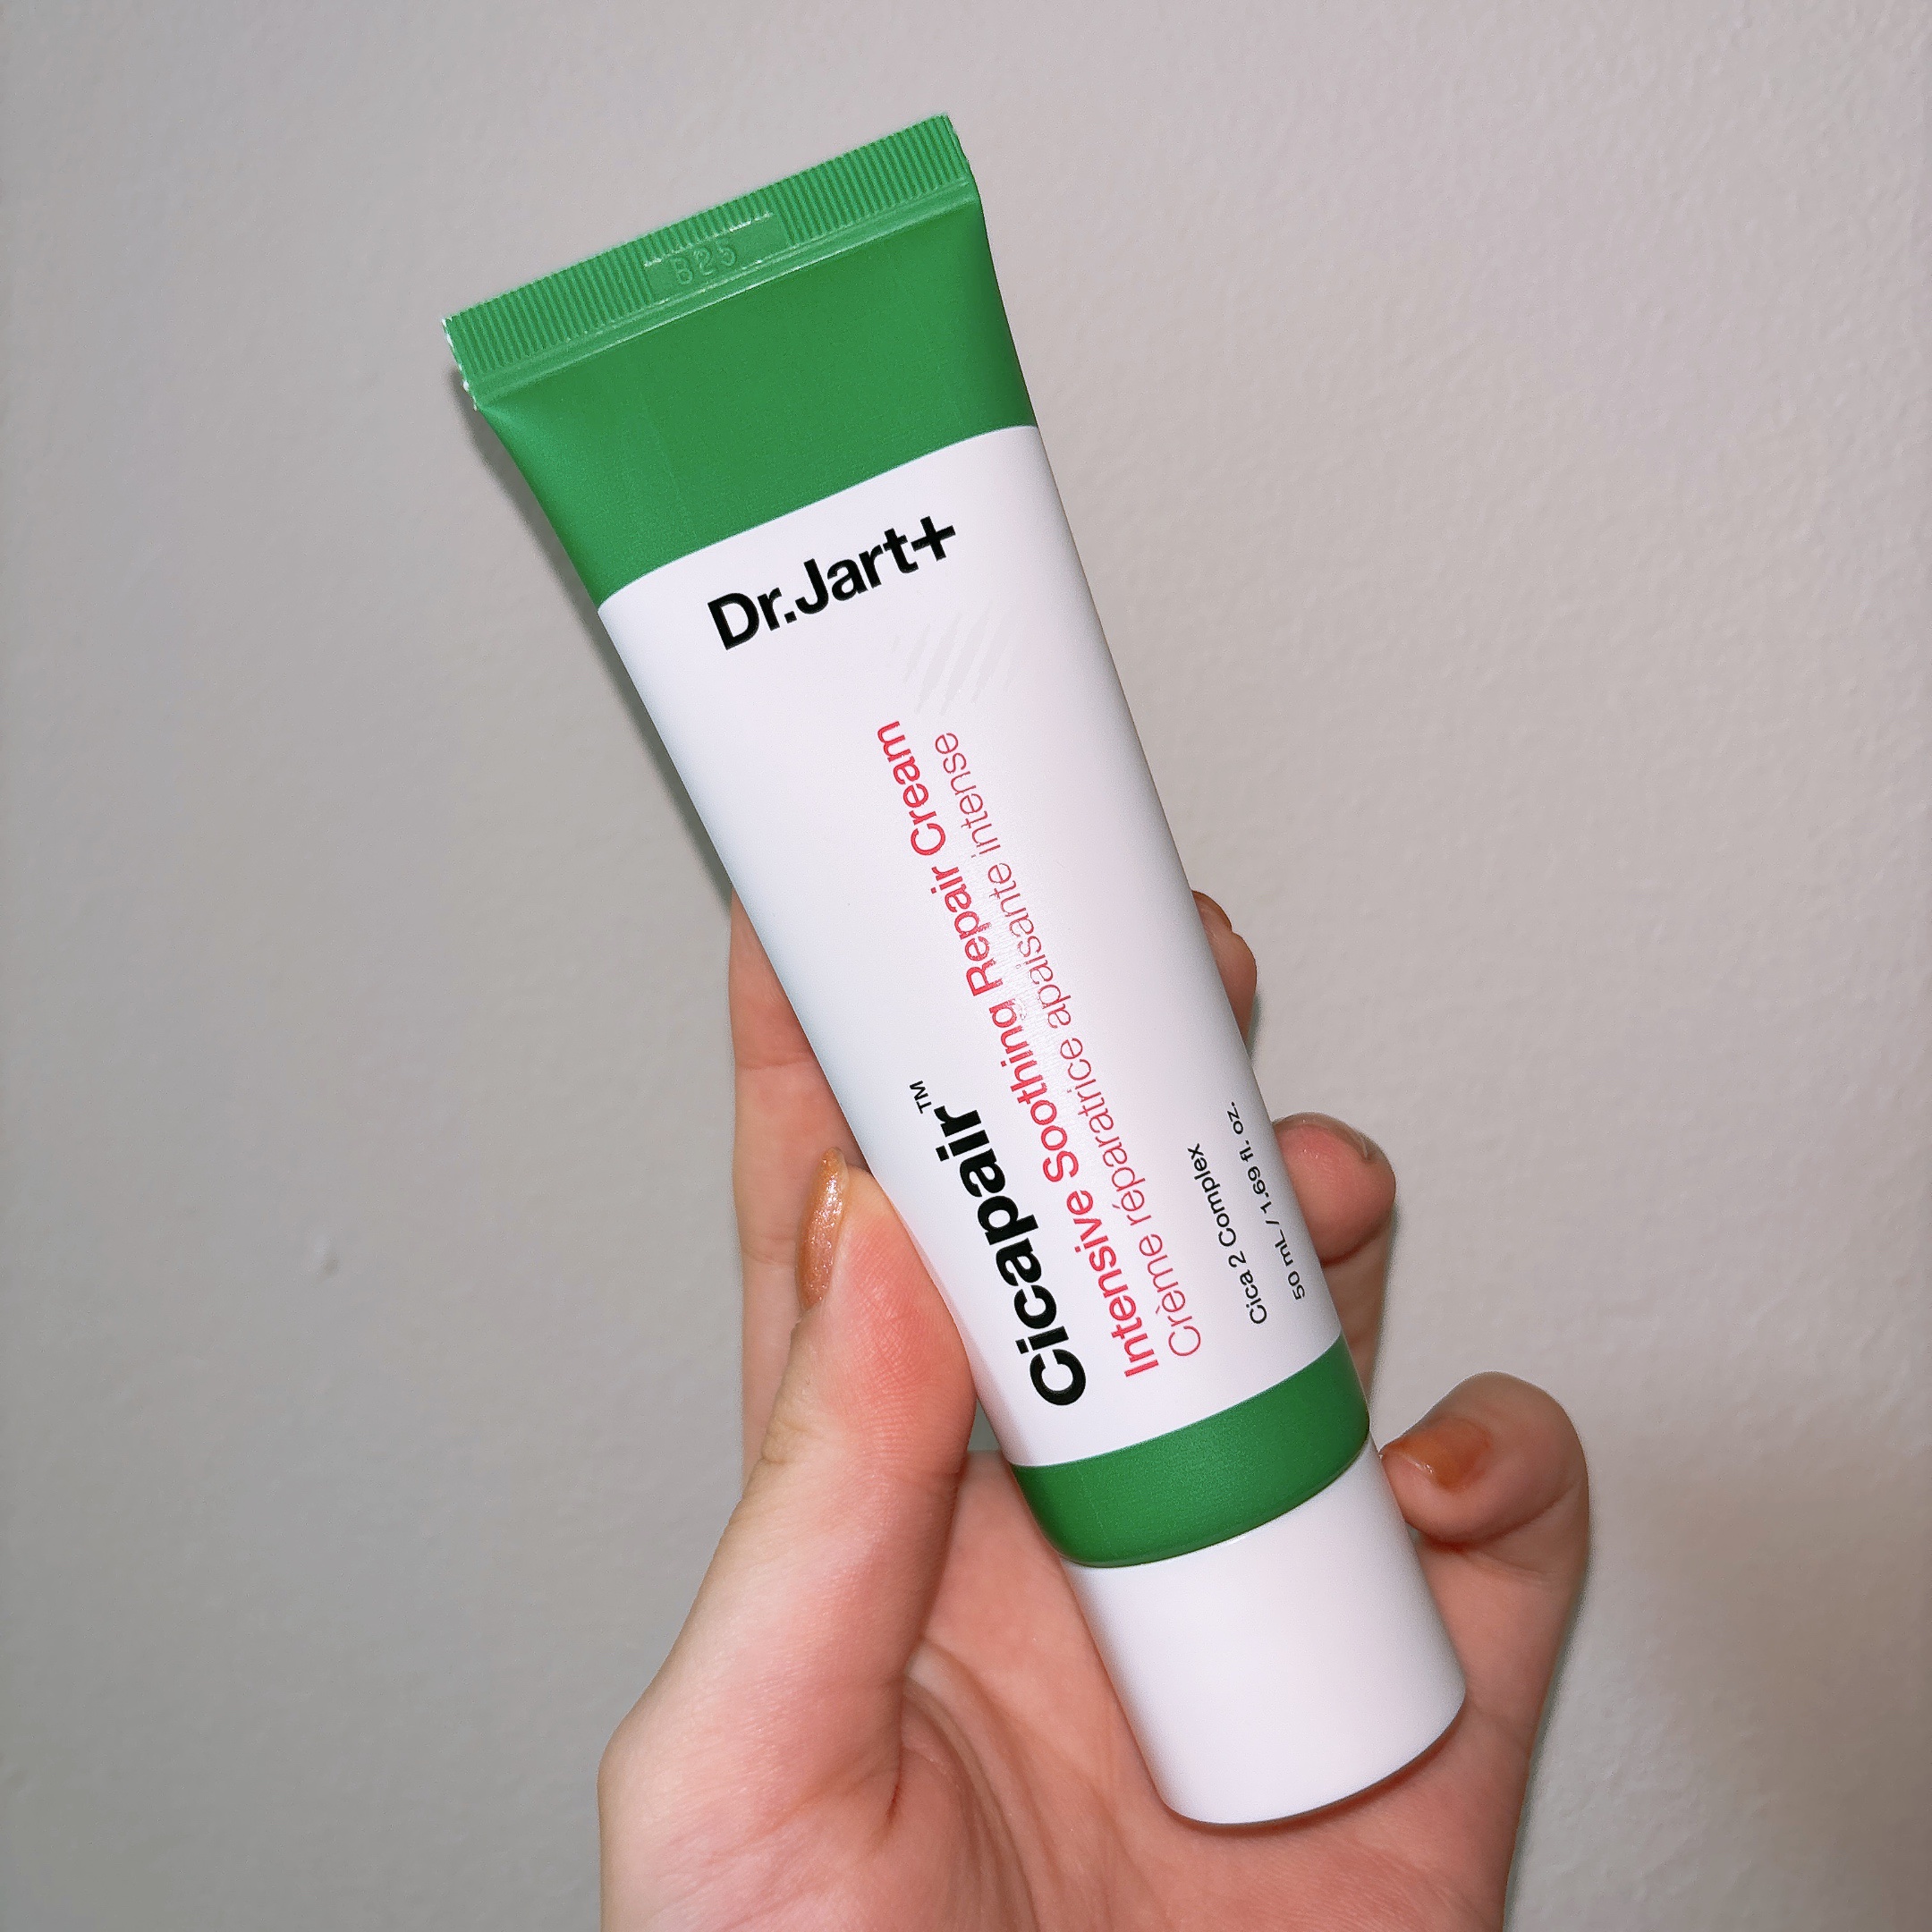 B25
Dr.Jart+
Cicapair™
Intensive Soothing Repair Cream
Crème réparatrice apaisante intense
Cica 2 Complex
50 mL / 1.69 fl. oz.